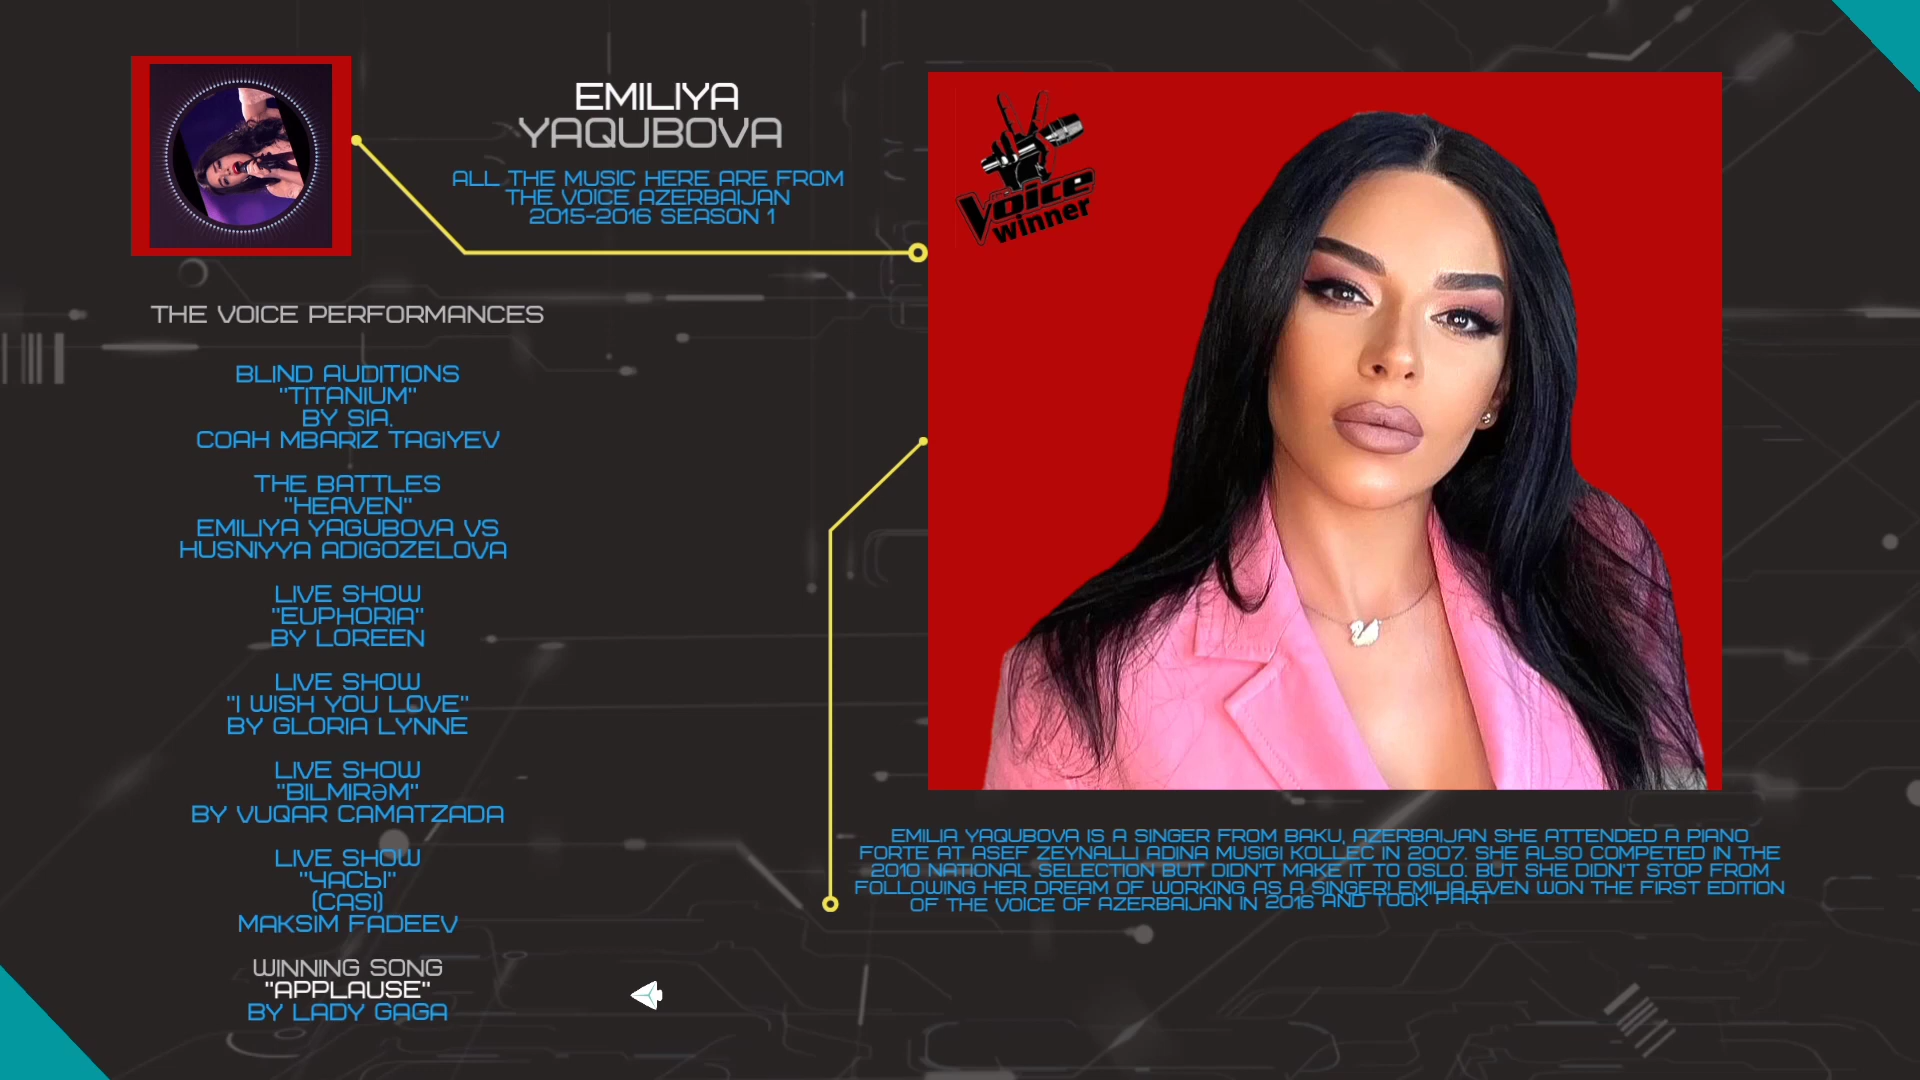 EMILIYA
YAQUBOVA
ALL THE MUSIC HERE ARE FROM
THE VOICE AZERBAIJAN
2015-2016 SEASON 1
Voice
winner
THE VOICE PERFORMANCES
BLIND AUDITIONS
"TITANIUM"
BY SIA.
COAH MBARIZ TAGIYEV
THE BATTLES
"HEAVEN"
EMILIYA YAGUBOVA VS
HUSNIYYA ADIGOZELOVA
LIVE SHOW
"EUPHORIA"
BY LOREEN
LIVE SHOW
"I WISH YOU LOVE"
BY GLORIA LYNNE
LIVE SHOW
"BILMIRƏM"
BY VUQAR CAMATZADA
LIVE SHOW
"ЧАСЫ"
(CASI)
MAKSIM FADEEV
WINNING SONG
"APPLAUSE"
BY LADY GAGA
EMILIA YAQUBOVA IS A SINGER FROM BAKU, AZERBAIJAN SHE ATTENDED A PIANO
FORTE AT ASEF ZEYNALLI ADINA MUSIGI KOLLEC IN 2007. SHE ALSO COMPETED IN THE
2010 NATIONAL SELECTION BUT DIDN'T MAKE IT TO OSLO. BUT SHE DIDN'T STOP FROM
FOLLOWING HER DREAM OF WORKING AS A SINGER! EMILIA EVEN WON THE FIRST EDITION
OF THE VOICE OF AZERBAIJAN IN 2016 AND TOOK PART